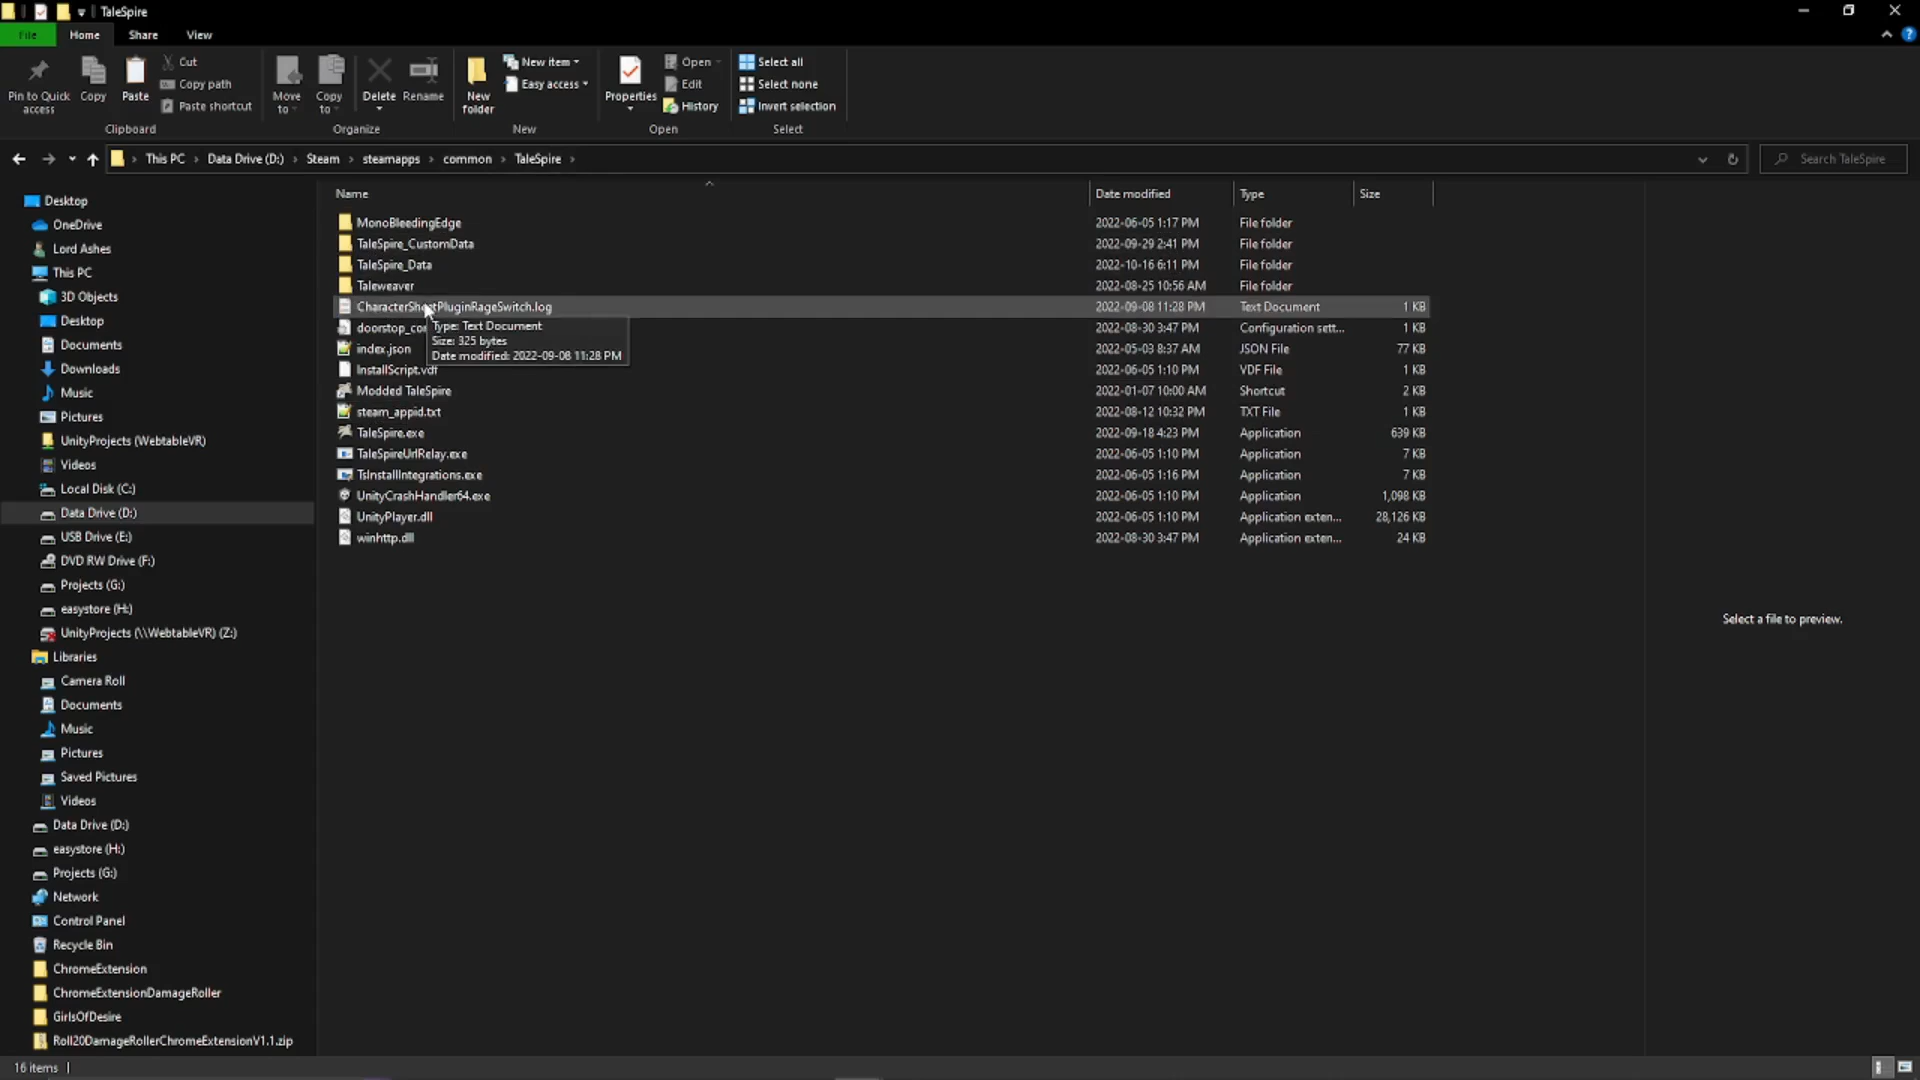 TaleSpire
File
Home
Share
View
Pin to Quick access
Copy
Paste
Cut
Copy path
Paste shortcut
Clipboard
Move to
Copy to
Delete
Rename
Organize
New folder
New item
Easy access
New
Properties
Open
Edit
History
Open
Select all
Select none
Invert selection
Select
This PC > Data Drive (D:) > Steam > steamapps > common > TaleSpire >
Search TaleSpire
Desktop
OneDrive
Lord Ashes
This PC
3D Objects
Desktop
Documents
Downloads
Music
Pictures
UnityProjects (WebtableVR)
Videos
Local Disk (C:)
Data Drive (D:)
USB Drive (E:)
DVD RW Drive (F:)
Projects (G:)
easystore (H:)
UnityProjects (\\WebtableVR) (Z:)
Libraries
Camera Roll
Documents
Music
Pictures
Saved Pictures
Videos
Data Drive (D:)
easystore (H:)
Projects (G:)
Network
Control Panel
Recycle Bin
ChromeExtension
ChromeExtensionDamageRoller
GirlsOfDesire
Roll20DamageRollerChromeExtensionV1.1.zip
Name Date modified Type Size
MonoBleedingEdge 2022-06-05 1:17 PM File folder
TaleSpire_CustomData 2022-09-29 2:41 PM File folder
TaleSpire_Data 2022-10-16 6:11 PM File folder
Taleweaver 2022-08-25 10:56 AM File folder
CharacterSheetPluginRageSwitch.log 2022-09-08 11:28 PM Text Document 1 KB
doorstop_con 2022-08-30 3:47 PM Configuration sett... 1 KB
index.json 2022-05-03 8:37 AM JSON File 77 KB
InstallScript.vdf 2022-06-05 1:10 PM VDF File 1 KB
Modded TaleSpire 2022-01-07 10:00 AM Shortcut 2 KB
steam_appid.txt 2022-08-12 10:32 PM TXT File 1 KB
TaleSpire.exe 2022-09-18 4:23 PM Application 639 KB
TaleSpireUrlRelay.exe 2022-06-05 1:10 PM Application 7 KB
TsInstallIntegrations.exe 2022-06-05 1:16 PM Application 7 KB
UnityCrashHandler64.exe 2022-06-05 1:10 PM Application 1,098 KB
UnityPlayer.dll 2022-06-05 1:10 PM Application exten... 28,126 KB
winhttp.dll 2022-08-30 3:47 PM Application exten... 24 KB
Type: Text Document
Size: 325 bytes
Date modified: 2022-09-08 11:28 PM
Select a file to preview.
16 items